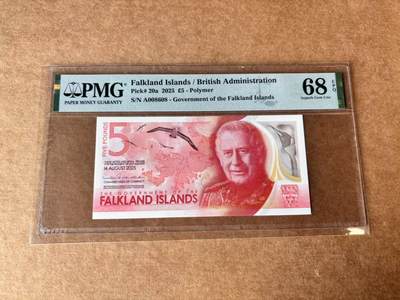 PMG
PAPER MONEY GUARANTY
Falkland Islands / British Administration
Pick# 20a 2025 £5 - Polymer
S/N A008608 - Government of the Falkland Islands
68 EPQ
Superb Gem Unc
5
FIVE POUNDS
14 AUGUST 2025
THE GOVERNMENT OF THE
FALKLAND ISLANDS